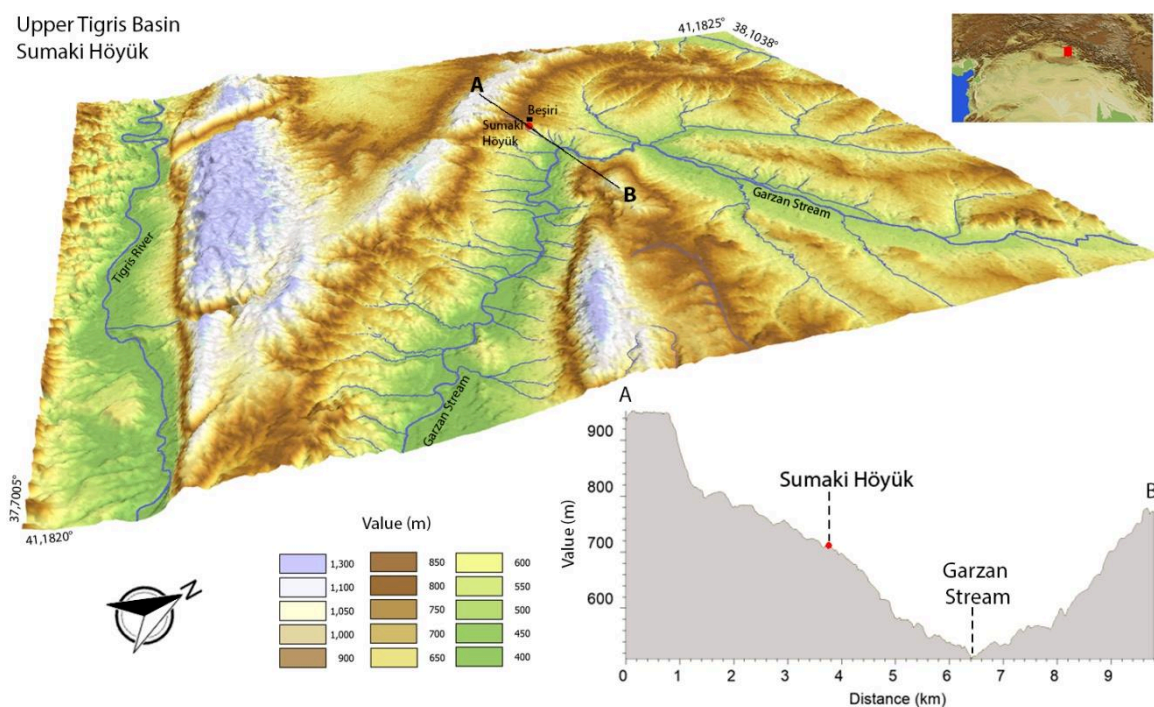 Upper Tigris Basin
Sumaki Höyük
41,1825°
38,1038°
A
Beşiri
Sumaki
Höyük
B
Garzan Stream
Tigris River
Garzan Stream
37,7005°
41,1820°
N
Value (m)
1,300
1,100
1,050
1,000
900
850
800
750
700
650
600
550
500
450
400
A
B
900
800
700
600
Value (m)
Sumaki Höyük
Garzan
Stream
0 1 2 3 4 5 6 7 8 9
Distance (km)